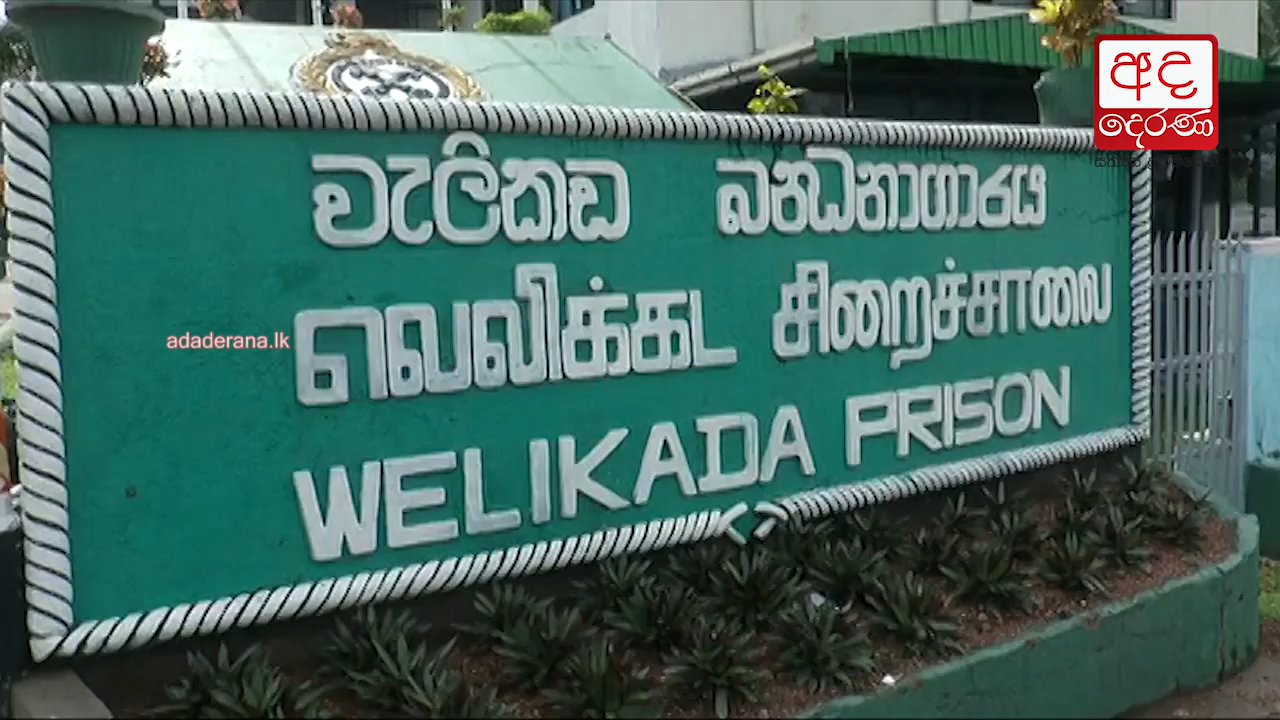 අද
දෙරණ
වැලිකඩ බන්ධනාගාරය
வெலிக்கட சிறைச்சாலை
adaderana.lk
WELIKADA PRISON